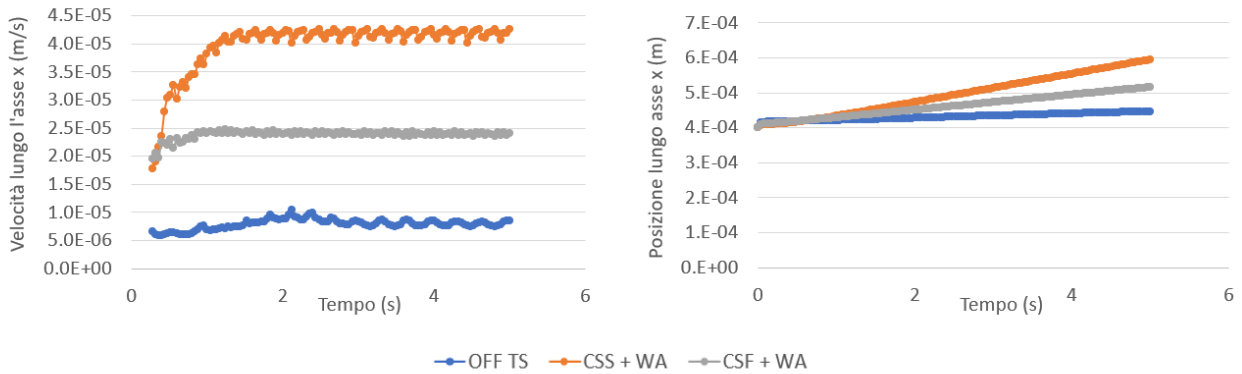 Velocità lungo l'asse x (m/s)
4.5E-05
4.0E-05
3.5E-05
3.0E-05
2.5E-05
2.0E-05
1.5E-05
1.0E-05
5.0E-06
0.0E+00
0 2 4 6
Tempo (s)
Posizione lungo asse x (m)
7.E-04
6.E-04
5.E-04
4.E-04
3.E-04
2.E-04
1.E-04
0.E+00
0 2 4 6
Tempo (s)
OFF TS CSS + WA CSF + WA